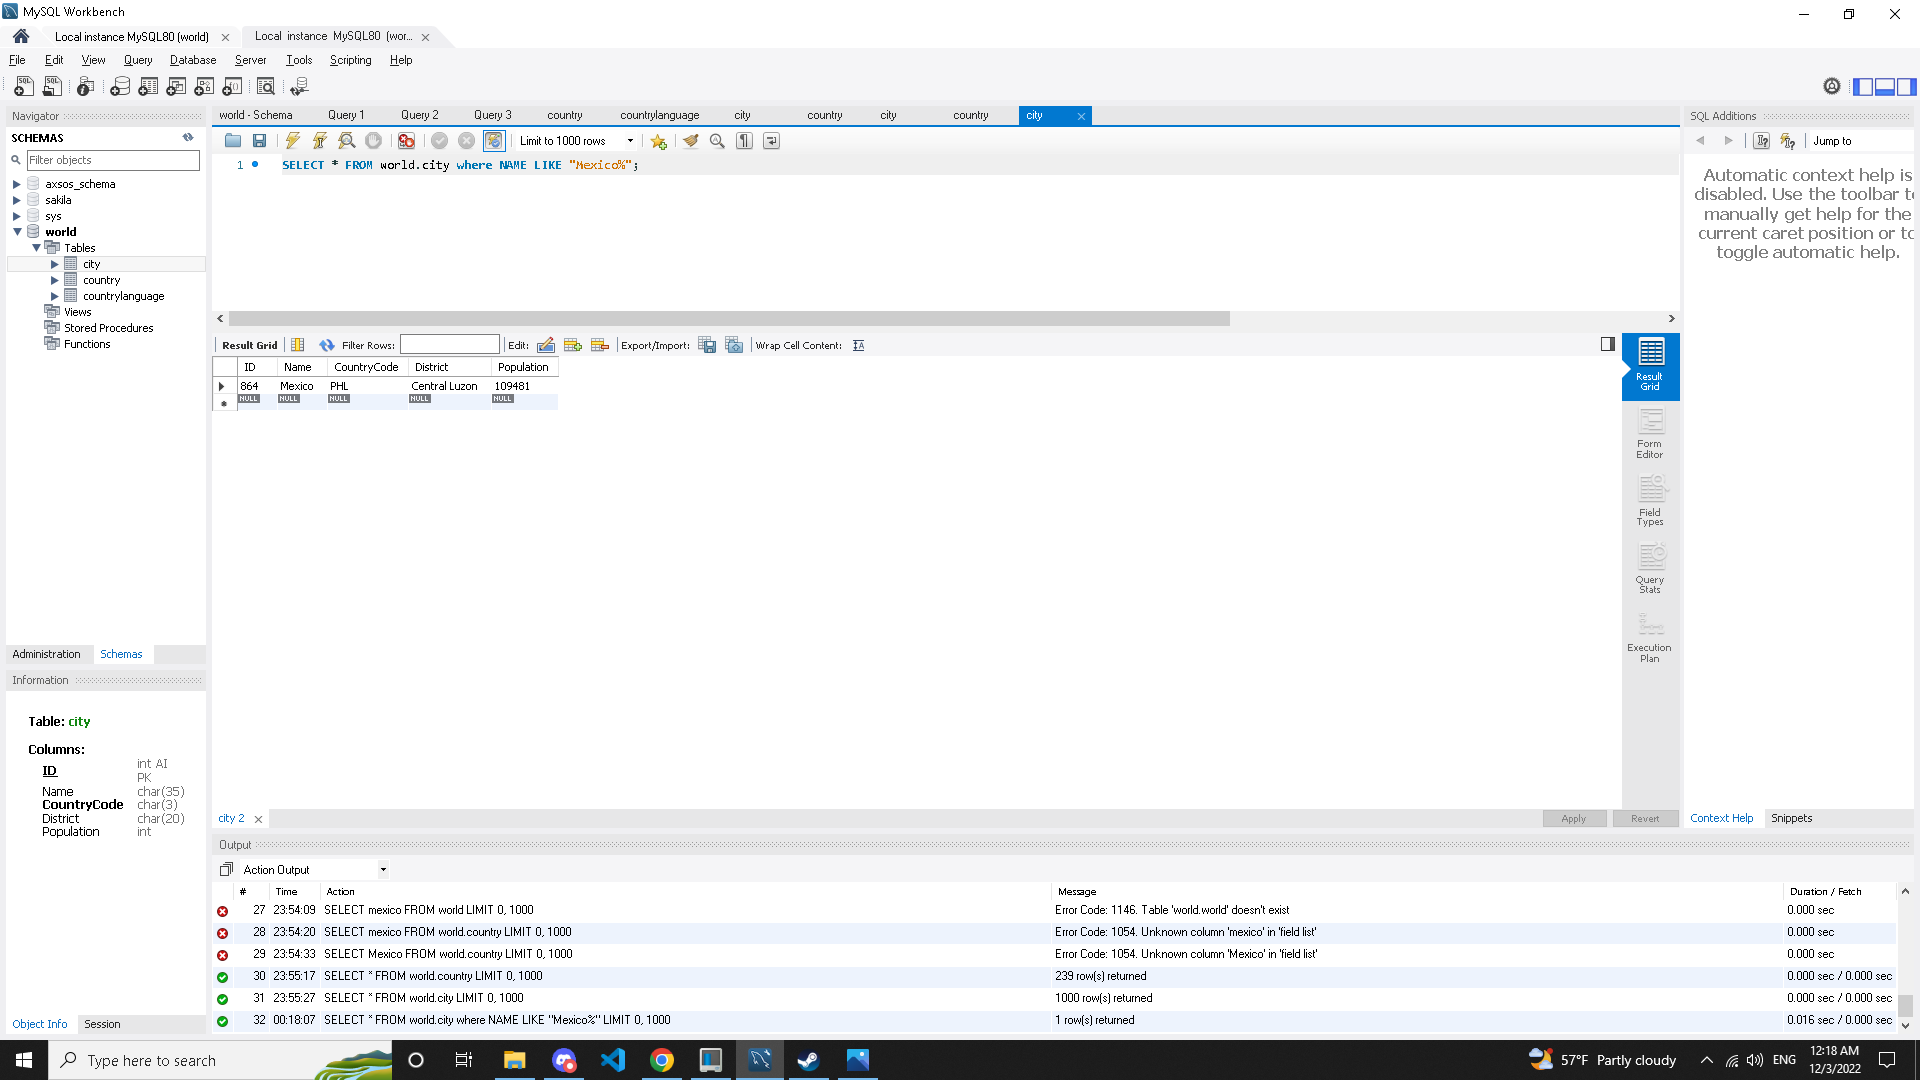 MySQL Workbench
Local instance MySQL80 (world)
Local instance MySQL80 (wor...
File Edit View Query Database Server Tools Scripting Help
Navigator
SCHEMAS
Filter objects
axsos_schema
sakila
sys
world
Tables
city
country
countrylanguage
Views
Stored Procedures
Functions
Administration Schemas
Information
Table: city
Columns:
ID int AI PK
Name char(35)
CountryCode char(3)
District char(20)
Population int
Object Info Session
world - Schema Query 1 Query 2 Query 3 country countrylanguage city country city country city
Limit to 1000 rows
1 SELECT * FROM world.city where NAME LIKE "Mexico%";
Result Grid Filter Rows: Edit: Export/Import: Wrap Cell Content:
ID Name CountryCode District Population
864 Mexico PHL Central Luzon 109481
NULL NULL NULL NULL NULL
Result Grid
Form Editor
Field Types
Query Stats
Execution Plan
city 2
Apply Revert
SQL Additions
Jump to
Automatic context help is
disabled. Use the toolbar to
manually get help for the
current caret position or to
toggle automatic help.
Context Help Snippets
Output
Action Output
# Time Action Message Duration / Fetch
27 23:54:09 SELECT mexico FROM world LIMIT 0, 1000 Error Code: 1146. Table 'world.world' doesn't exist 0.000 sec
28 23:54:20 SELECT mexico FROM world.country LIMIT 0, 1000 Error Code: 1054. Unknown column 'mexico' in 'field list' 0.000 sec
29 23:54:33 SELECT Mexico FROM world.country LIMIT 0, 1000 Error Code: 1054. Unknown column 'Mexico' in 'field list' 0.000 sec
30 23:55:17 SELECT * FROM world.country LIMIT 0, 1000 239 row(s) returned 0.000 sec / 0.000 sec
31 23:55:27 SELECT * FROM world.city LIMIT 0, 1000 1000 row(s) returned 0.000 sec / 0.000 sec
32 00:18:07 SELECT * FROM world.city where NAME LIKE "Mexico%" LIMIT 0, 1000 1 row(s) returned 0.016 sec / 0.000 sec
Type here to search
57°F Partly cloudy
ENG
12:18 AM
12/3/2022